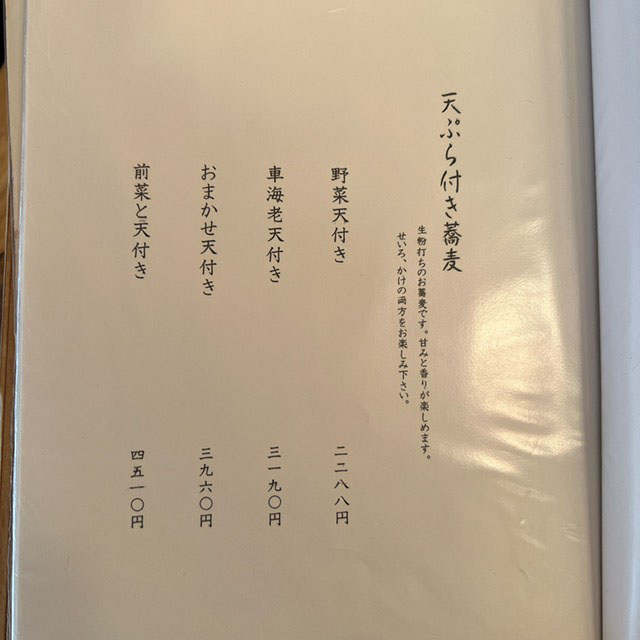 天ぷら付き蕎麦
生粉打ちのお蕎麦です。甘みと香りが楽しめます。
せいろ、かけの両方をお楽しみ下さい。
野菜天付き 二二八八円
車海老天付き 三一九〇円
おまかせ天付き 三九六〇円
前菜と天付き 四五一〇円